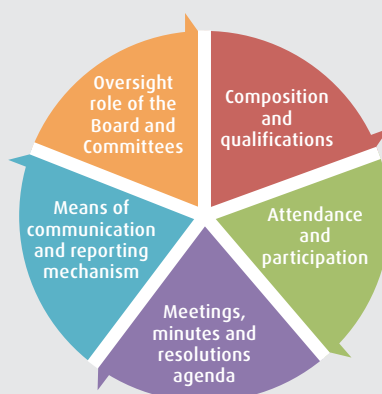 Oversight
role of the
Board and
Committees
Composition
and
qualifications
Attendance
and
participation
Meetings,
minutes and
resolutions
agenda
Means of
communication
and reporting
mechanism